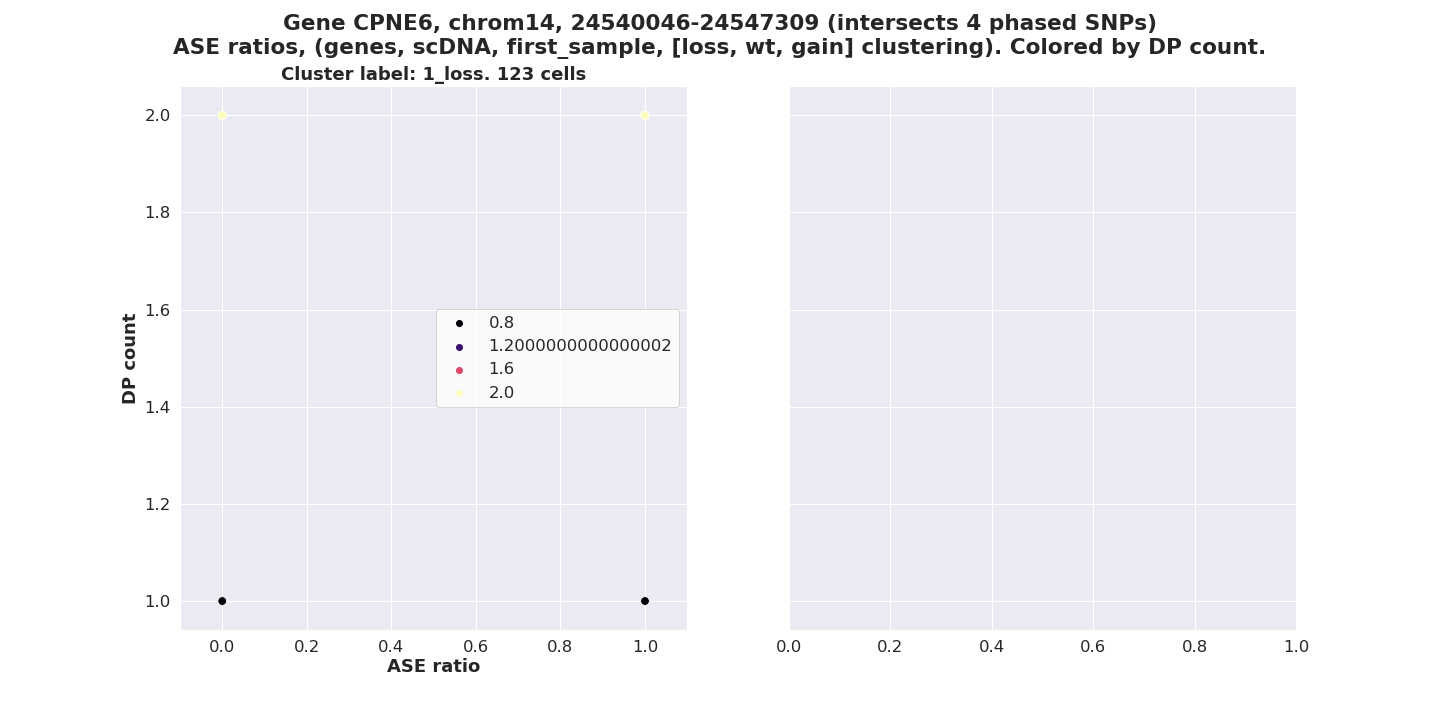 Gene CPNE6, chrom14, 24540046-24547309 (intersects 4 phased SNPs)
ASE ratios, (genes, scDNA, first_sample, [loss, wt, gain] clustering). Colored by DP count.
Cluster label: 1_loss. 123 cells
2.0
1.8
1.6
1.4
1.2
1.0
DP count
0.8
1.2000000000000002
1.6
2.0
0.0 0.2 0.4 0.6 0.8 1.0
ASE ratio
0.0 0.2 0.4 0.6 0.8 1.0